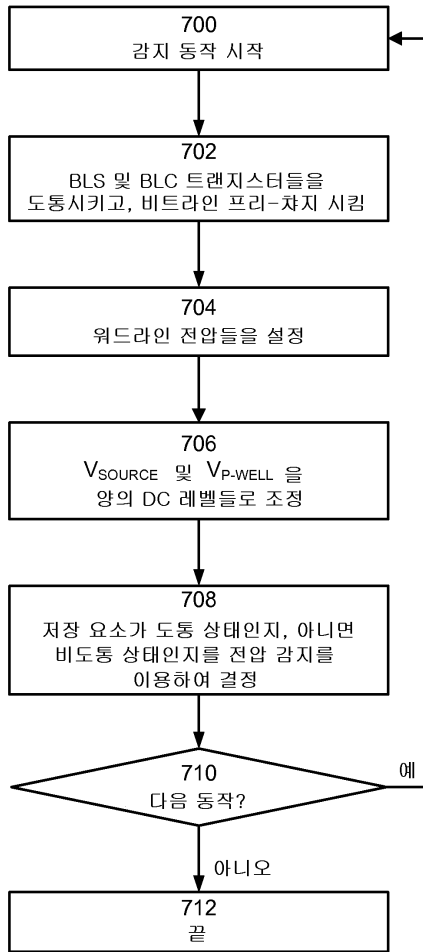 700
감지 동작 시작
702
BLS 및 BLC 트랜지스터들을
도통시키고, 비트라인 프리-챠지 시킴
704
워드라인 전압들을 설정
706
VSOURCE 및 VP-WELL 을
양의 DC 레벨들로 조정
708
저장 요소가 도통 상태인지, 아니면
비도통 상태인지를 전압 감지를
이용하여 결정
710
다음 동작?
예
아니오
712
끝